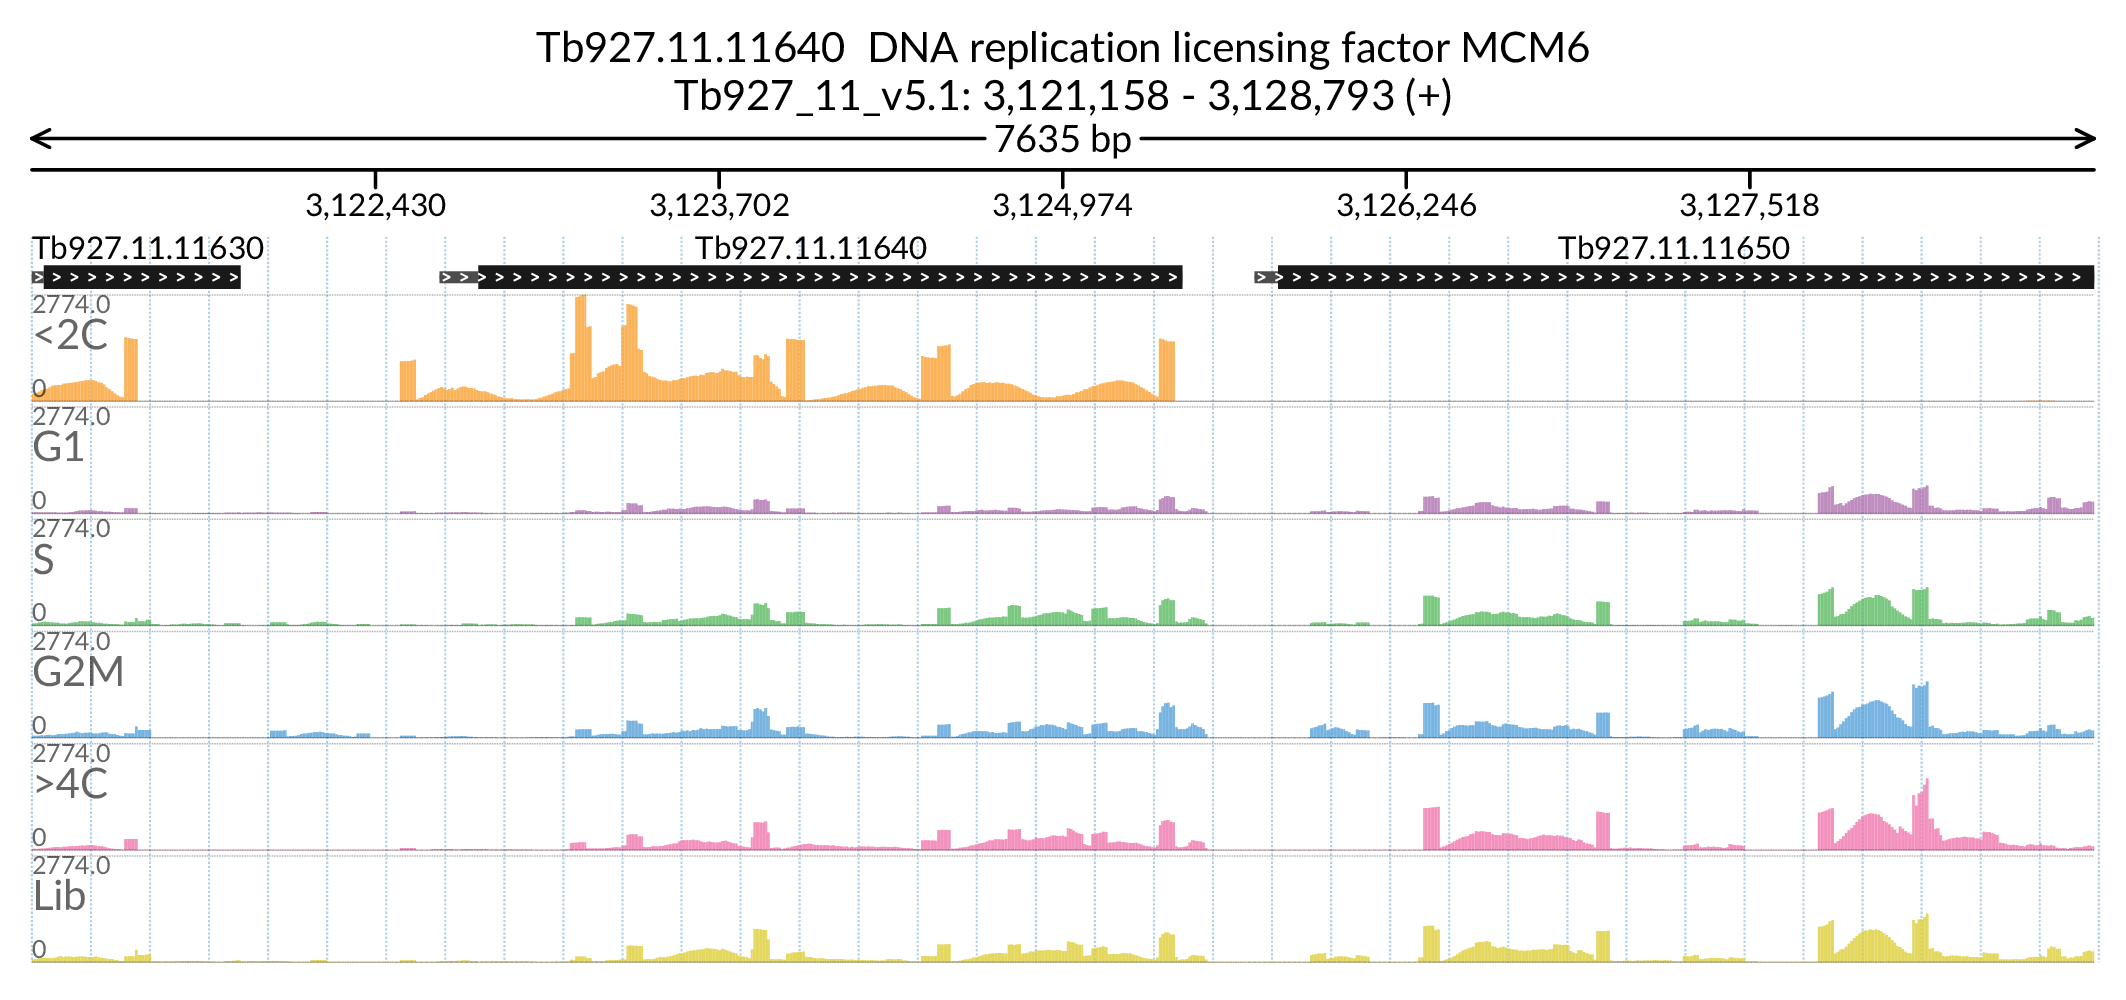 Tb927.11.11640  DNA replication licensing factor MCM6
Tb927_11_v5.1: 3,121,158 - 3,128,793 (+)
7635 bp
3,122,430 3,123,702 3,124,974 3,126,246 3,127,518
Tb927.11.11630 Tb927.11.11640 Tb927.11.11650
2774.0
<2C
0
2774.0
G1
0
2774.0
S
0
2774.0
G2M
0
2774.0
>4C
0
2774.0
Lib
0